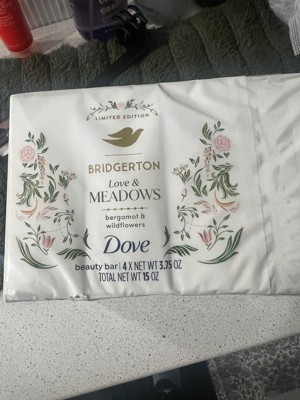 LIMITED EDITION
BRIDGERTON
Love &
MEADOWS
bergamot &
wildflowers
Dove
beauty bar | 4 X NET WT 3.75 OZ
TOTAL NET WT 15 OZ